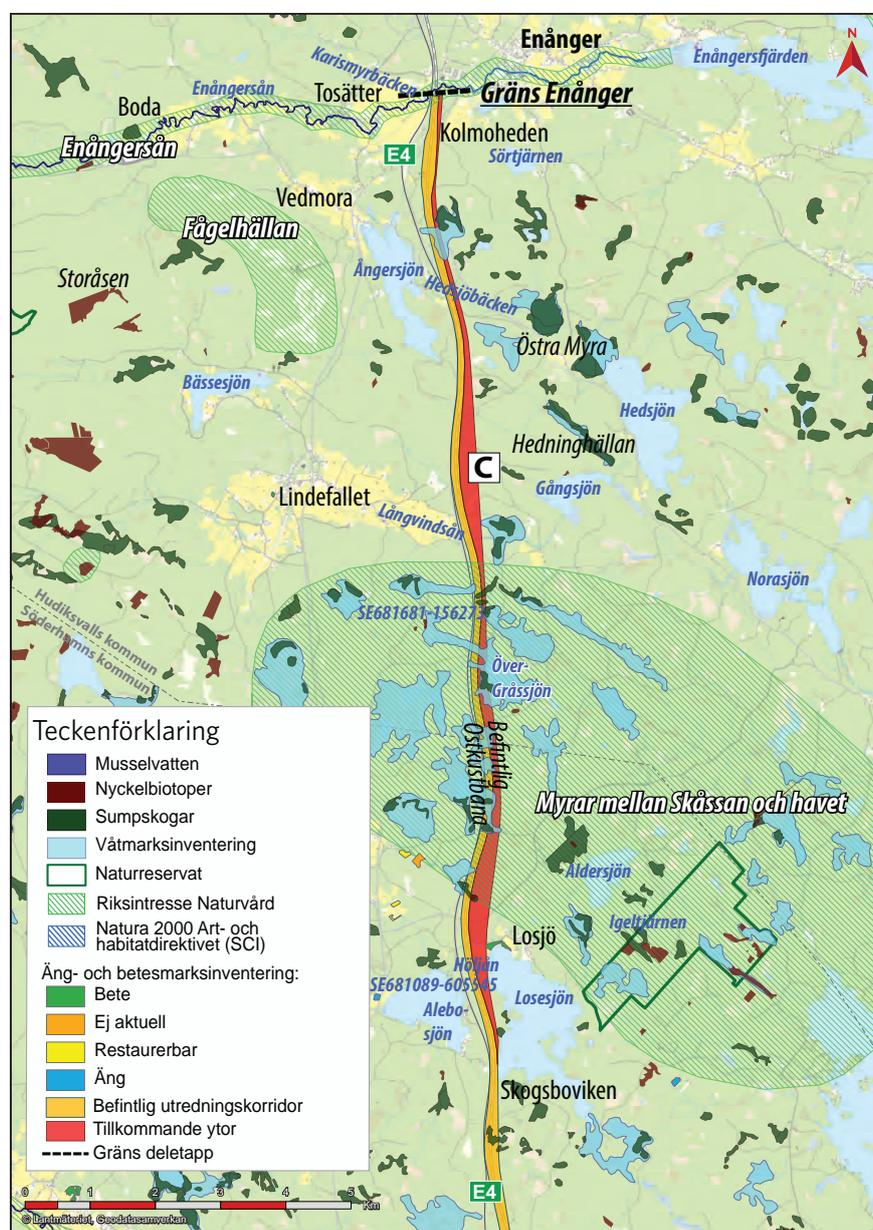 N
Enånger
Karismyrbäcken
Enångersfjärden
Enångersån
Tosätter
Gräns Enånger
Boda
Kolmoheden
Enångersån
E4
Sörtjärnen
Vedmora
Fågelhällan
Ångersjön
Storåsen
Hedsjöbäcken
Östra Myra
Bässesjön
Hedsjön
Hedninghällan
C
Gångsjön
Lindefallet
Långvindsån
Norasjön
Hudiksvalls kommun
Söderhamns kommun
SE681681-156273
Över-
Gråssjön
Befintlig
Ostkustbana
Myrar mellan Skåssan och havet
Aldersjön
Igeltjärnen
Losjö
Höljån
SE681089-605545
Losesjön
Alebo-
sjön
Skogsboviken
E4
Teckenförklaring
Musselvatten
Nyckelbiotoper
Sumpskogar
Våtmarksinventering
Naturreservat
Riksintresse Naturvård
Natura 2000 Art- och
habitatdirektivet (SCI)
Äng- och betesmarksinventering:
Bete
Ej aktuell
Restaurerbar
Äng
Befintlig utredningskorridor
Tillkommande ytor
Gräns deletapp
0 1 2 3 4 5
Km
© Lantmäteriet, Geodatasamverkan